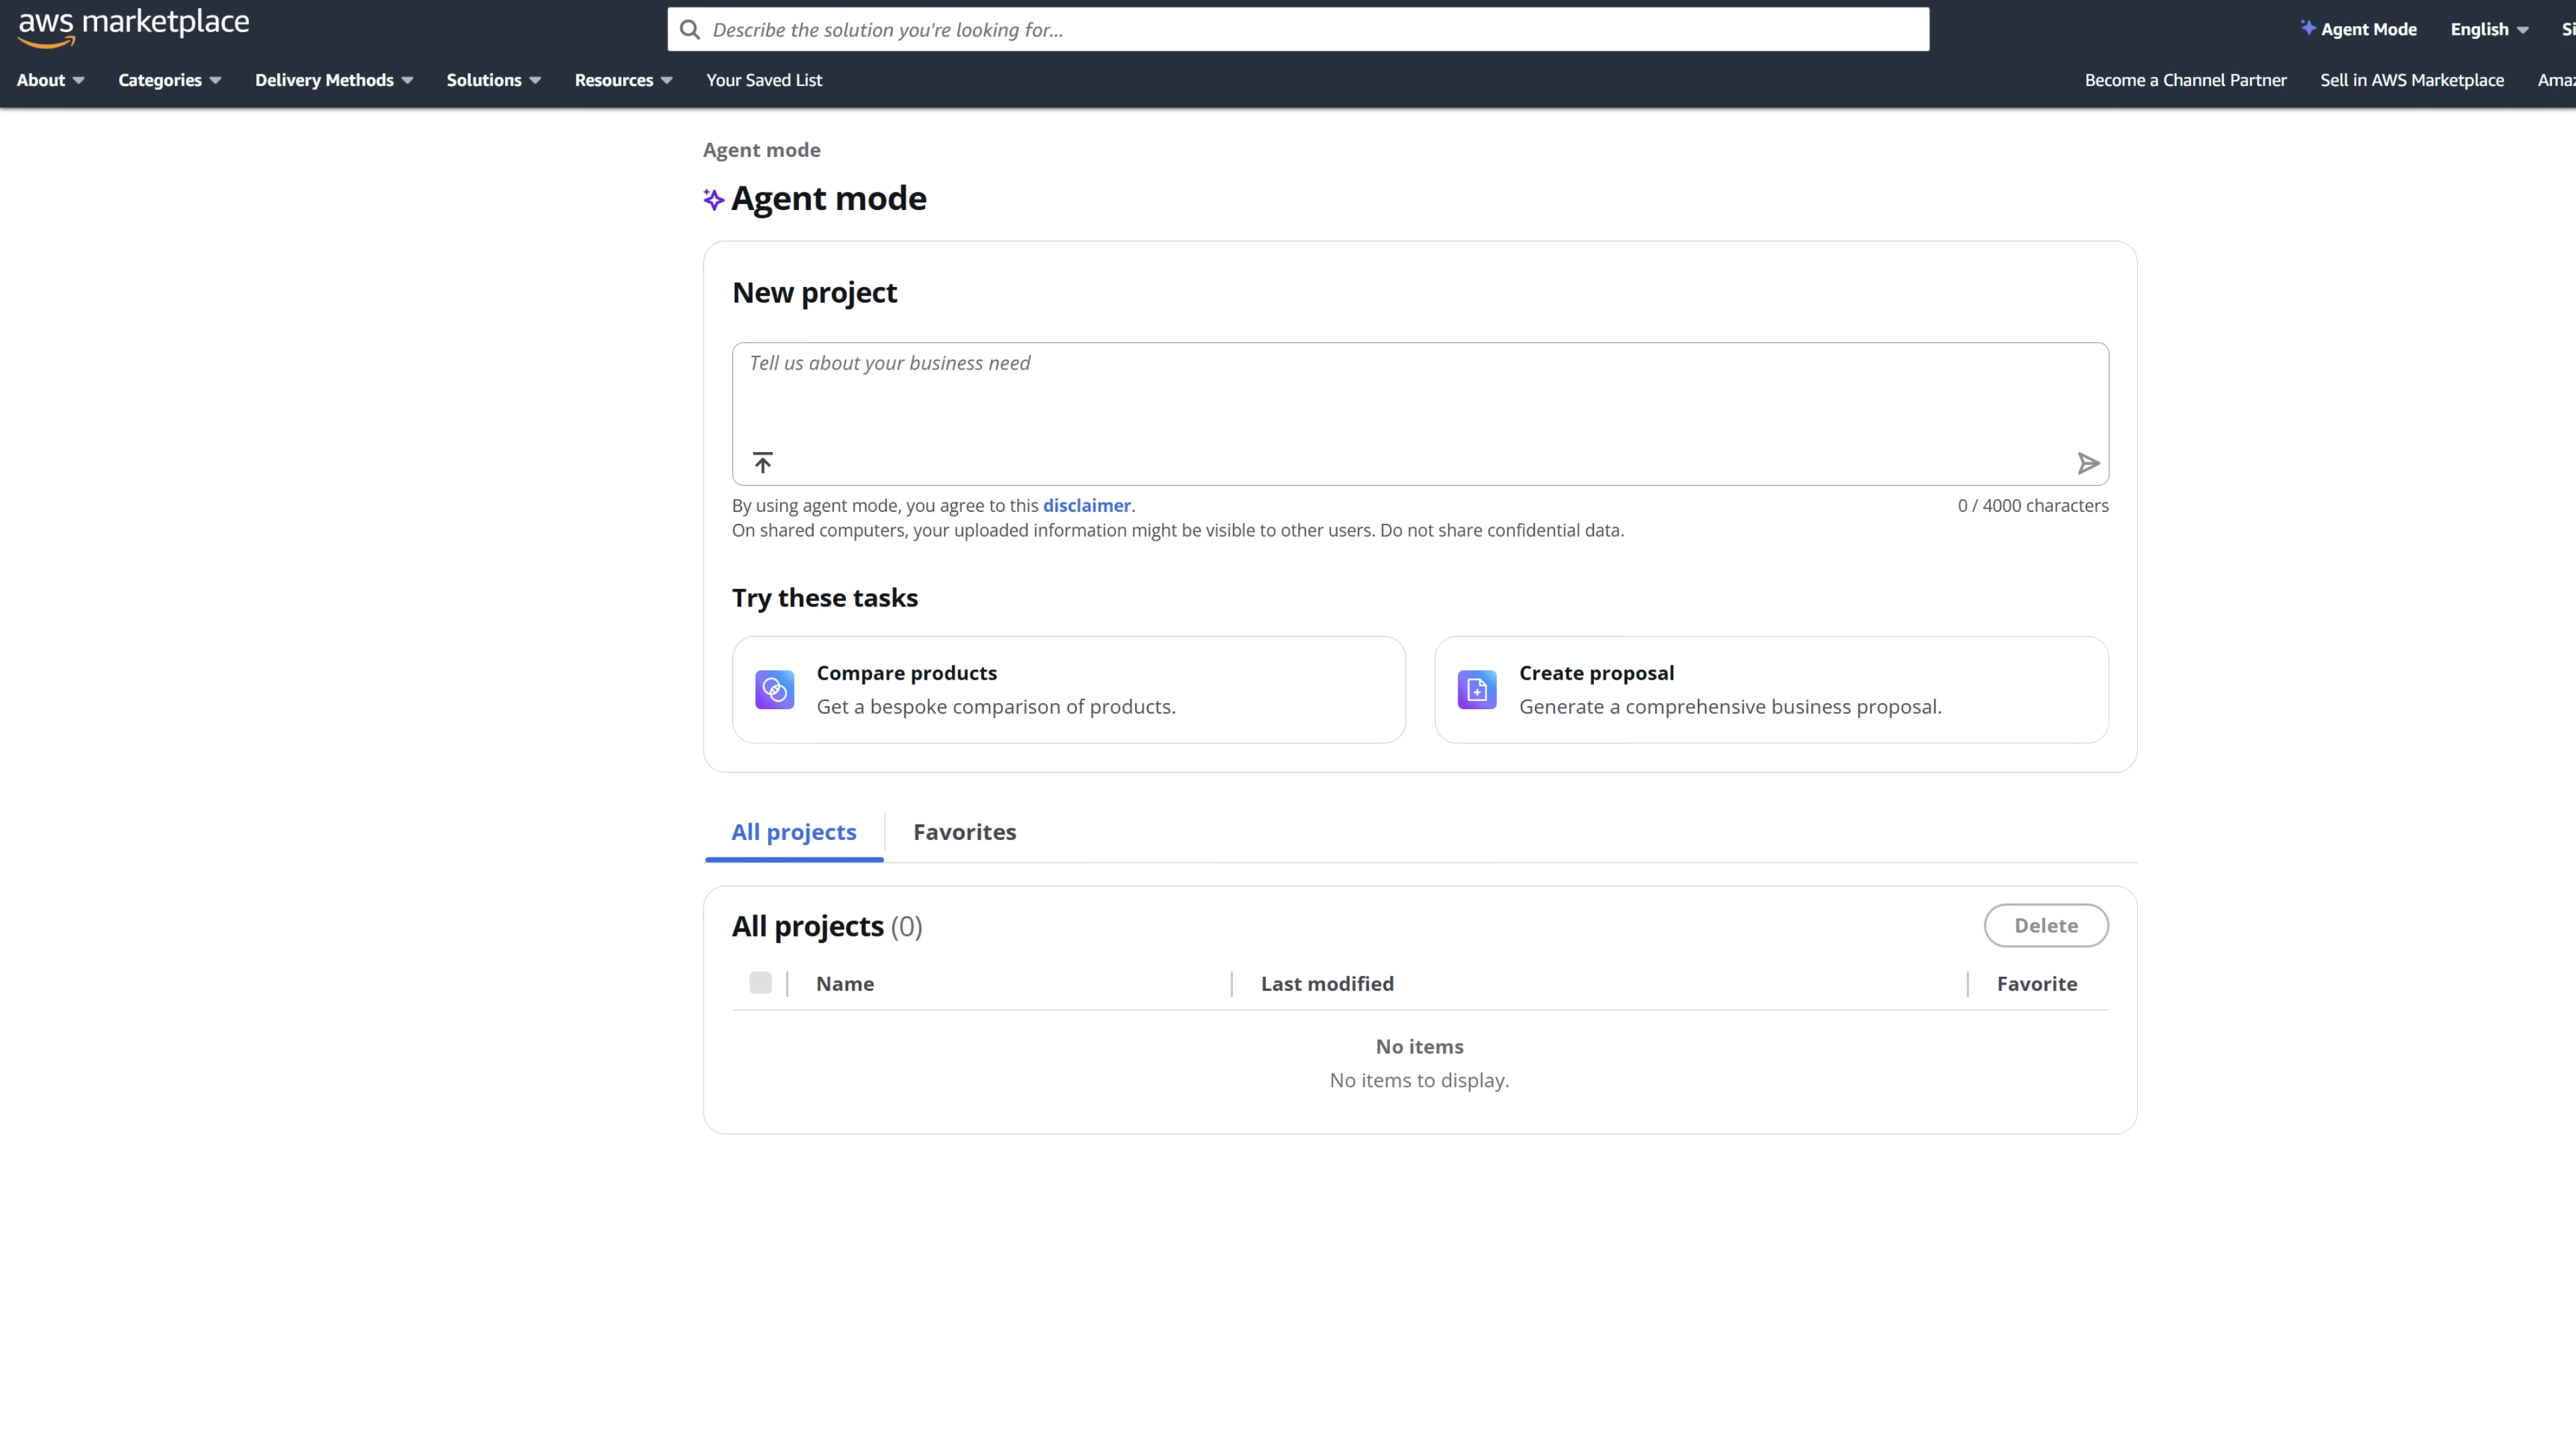 aws marketplace
Describe the solution you're looking for...
Agent Mode
English
About
Categories
Delivery Methods
Solutions
Resources
Your Saved List
Become a Channel Partner
Sell in AWS Marketplace
Agent mode
Agent mode
New project
Tell us about your business need
By using agent mode, you agree to this disclaimer.
0 / 4000 characters
On shared computers, your uploaded information might be visible to other users. Do not share confidential data.
Try these tasks
Compare products
Get a bespoke comparison of products.
Create proposal
Generate a comprehensive business proposal.
All projects
Favorites
All projects (0)
Delete
Name
Last modified
Favorite
No items
No items to display.